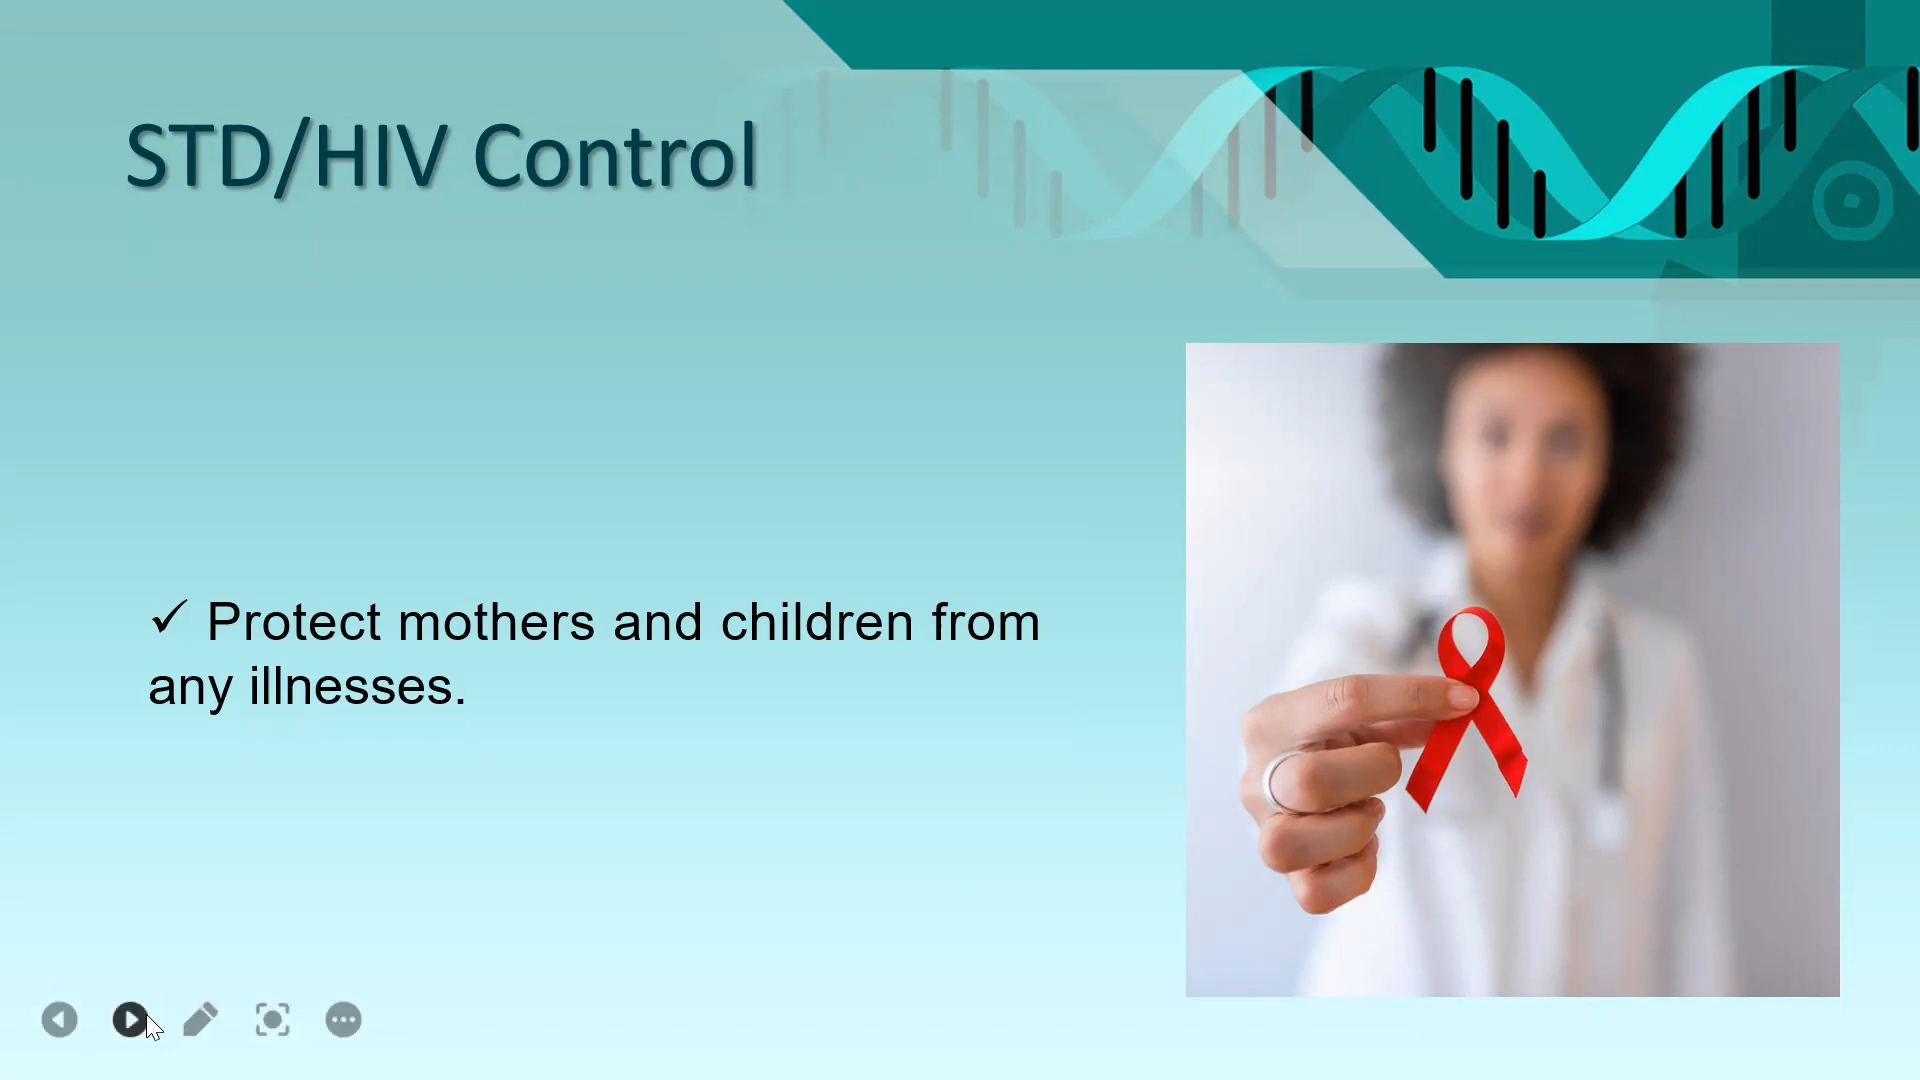 STD/HIV Control
✓ Protect mothers and children from
any illnesses.